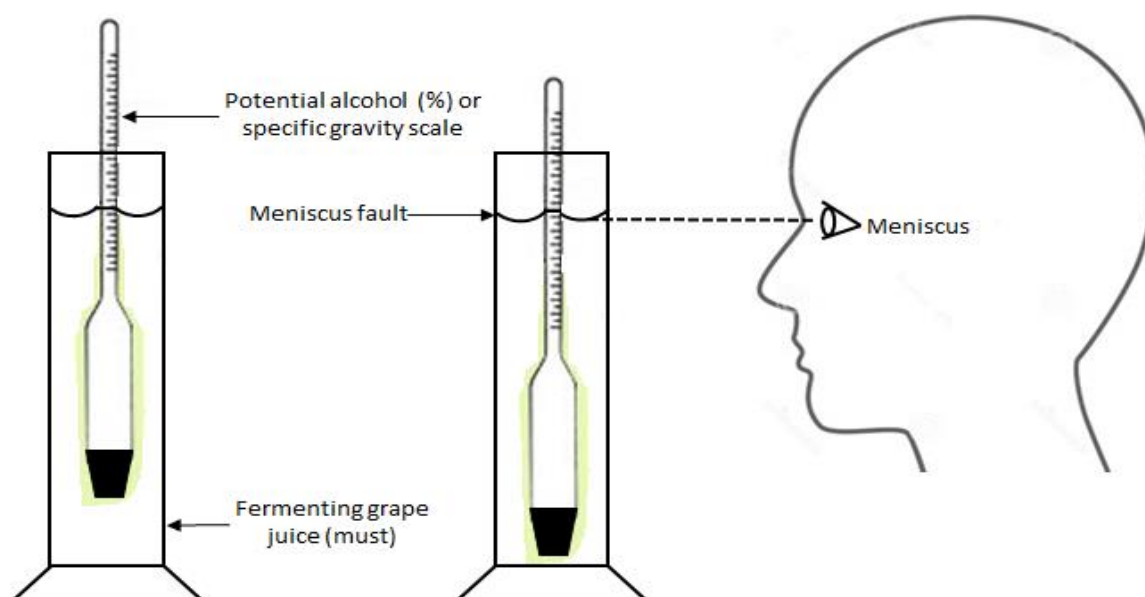 Potential alcohol (%) or
specific gravity scale
Meniscus fault
Meniscus
Fermenting grape
juice (must)